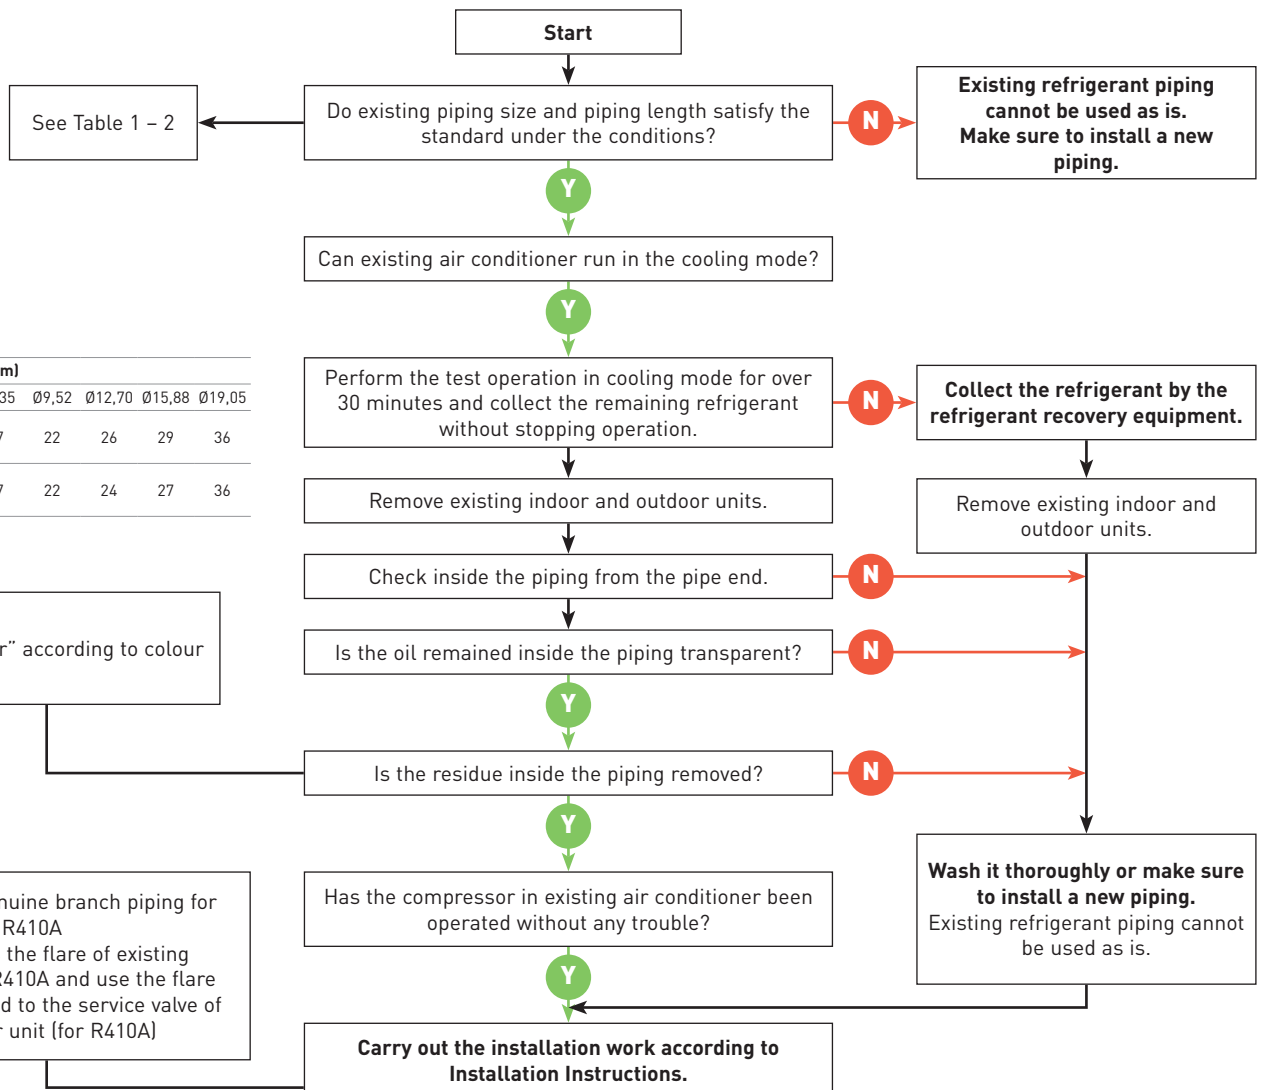 Start
See Table 1 – 2
Do existing piping size and piping length satisfy the
standard under the conditions?
N
Existing refrigerant piping
cannot be used as is.
Make sure to install a new
piping.
Y
Can existing air conditioner run in the cooling mode?
Y
m)
35 Ø9,52 Ø12,70 Ø15,88 Ø19,05
7 22 26 29 36
7 22 24 27 36
Perform the test operation in cooling mode for over
30 minutes and collect the remaining refrigerant
without stopping operation.
N
Collect the refrigerant by the
refrigerant recovery equipment.
Remove existing indoor and outdoor units.
Remove existing indoor and
outdoor units.
Check inside the piping from the pipe end.
N
r” according to colour
Is the oil remained inside the piping transparent?
N
Y
Is the residue inside the piping removed?
N
Y
Wash it thoroughly or make sure
to install a new piping.
Existing refrigerant piping cannot
be used as is.
nuine branch piping for
R410A
the flare of existing
R410A and use the flare
d to the service valve of
r unit (for R410A)
Has the compressor in existing air conditioner been
operated without any trouble?
Y
Carry out the installation work according to
Installation Instructions.